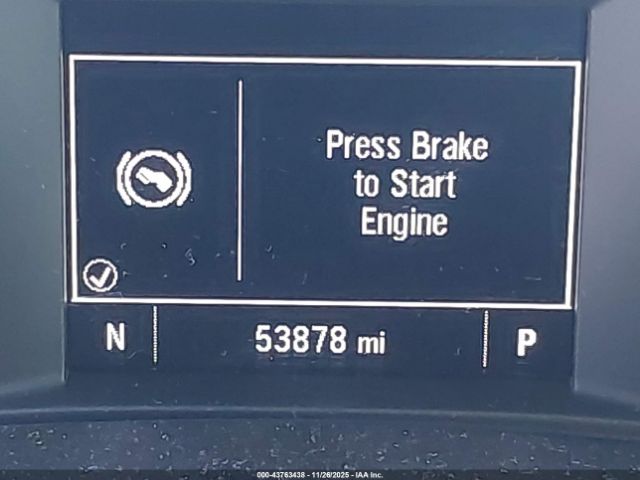 Press Brake
to Start
Engine
N 53878 mi P
000-43763438 - 11/26/2025 - IAA Inc.